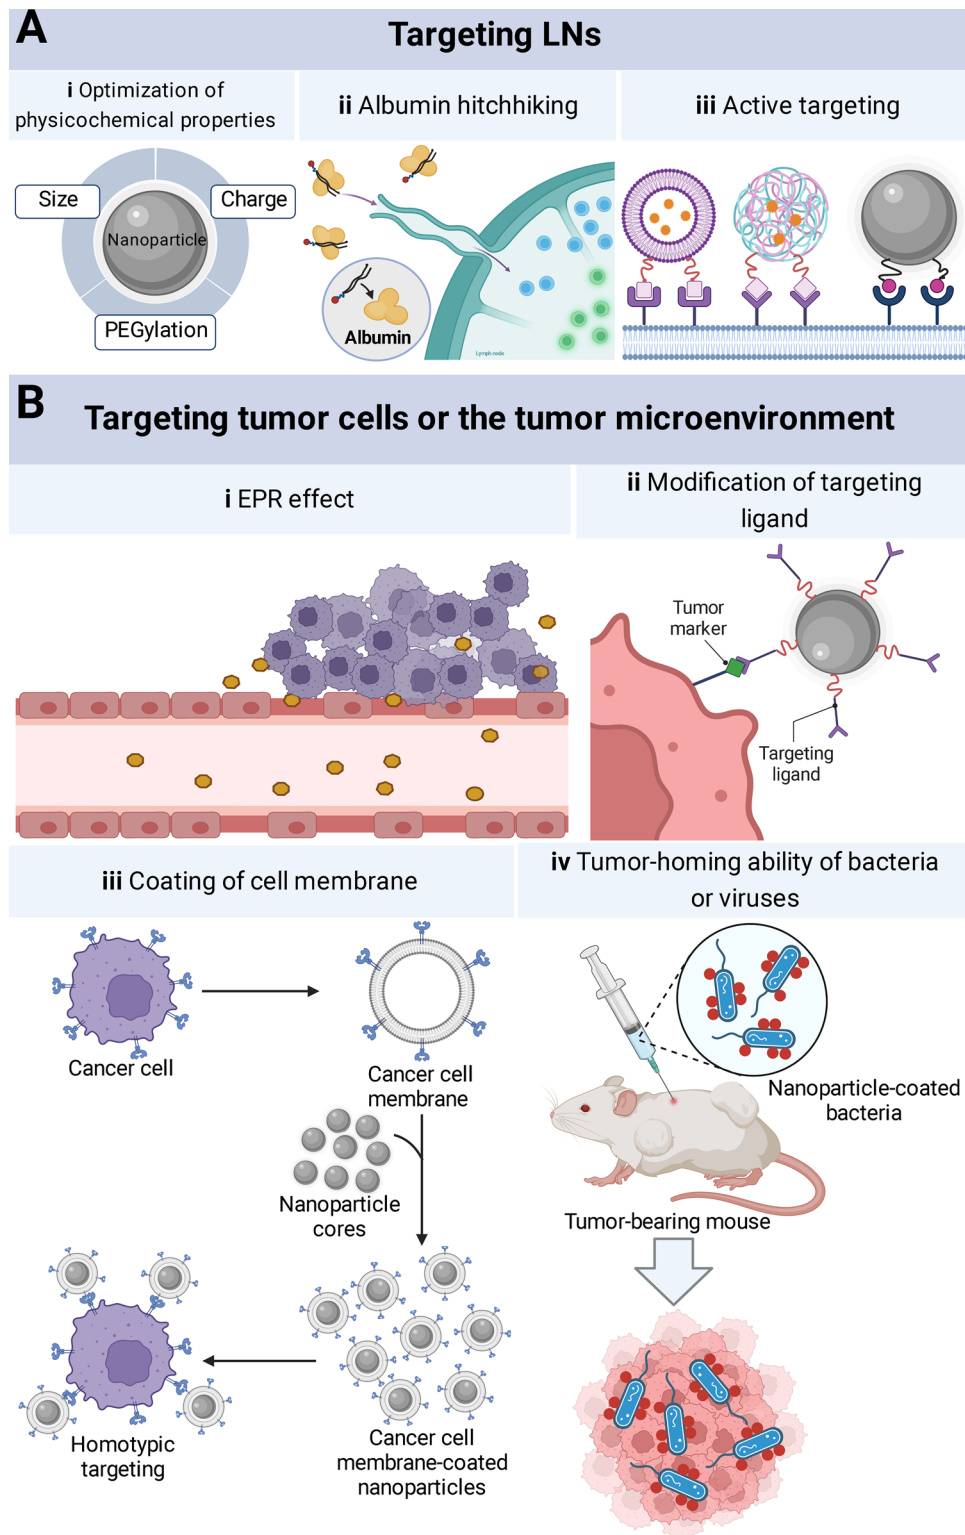 A
Targeting LNs
i Optimization of
physicochemical properties
ii Albumin hitchhiking
iii Active targeting
Size
Charge
Nanoparticle
PEGylation
Albumin
Lymph node
B
Targeting tumor cells or the tumor microenvironment
i EPR effect
ii Modification of targeting
ligand
Tumor
marker
Targeting
ligand
iii Coating of cell membrane
iv Tumor-homing ability of bacteria
or viruses
Cancer cell
Cancer cell
membrane
Nanoparticle
cores
Nanoparticle-coated
bacteria
Tumor-bearing mouse
Homotypic
targeting
Cancer cell
membrane-coated
nanoparticles